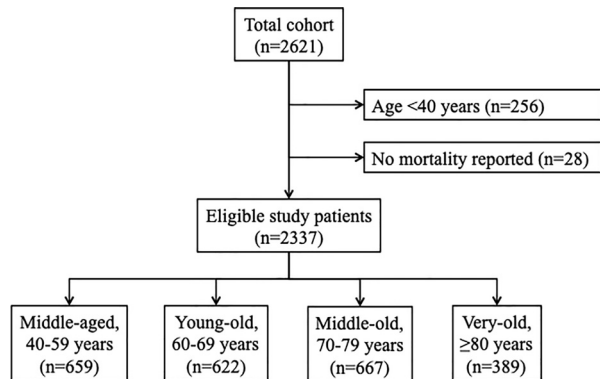 Total cohort
(n=2621)
Age <40 years (n=256)
No mortality reported (n=28)
Eligible study patients
(n=2337)
Middle-aged,
40-59 years
(n=659)
Young-old,
60-69 years
(n=622)
Middle-old,
70-79 years
(n=667)
Very-old,
≥80 years
(n=389)